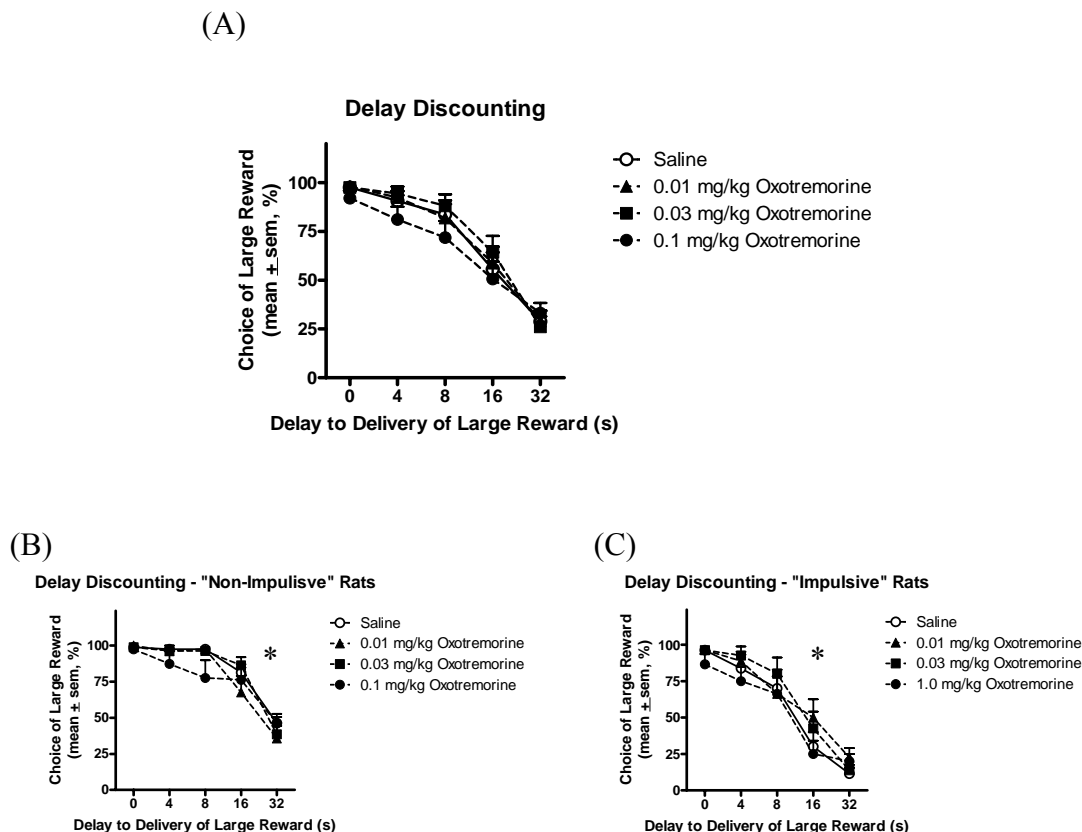 (A)
Delay Discounting
Choice of Large Reward
(mean ± sem, %)
100
75
50
25
0
0 4 8 16 32
Delay to Delivery of Large Reward (s)
Saline
0.01 mg/kg Oxotremorine
0.03 mg/kg Oxotremorine
0.1 mg/kg Oxotremorine
(B)
Delay Discounting - "Non-Impulisve" Rats
Choice of Large Reward
(mean ± sem, %)
100
75
50
25
0
*
0 4 8 16 32
Delay to Delivery of Large Reward (s)
Saline
0.01 mg/kg Oxotremorine
0.03 mg/kg Oxotremorine
0.1 mg/kg Oxotremorine
(C)
Delay Discounting - "Impulsive" Rats
Choice of Large Reward
(mean ± sem, %)
100
75
50
25
0
*
0 4 8 16 32
Delay to Delivery of Large Reward (s)
Saline
0.01 mg/kg Oxotremorine
0.03 mg/kg Oxotremorine
1.0 mg/kg Oxotremorine